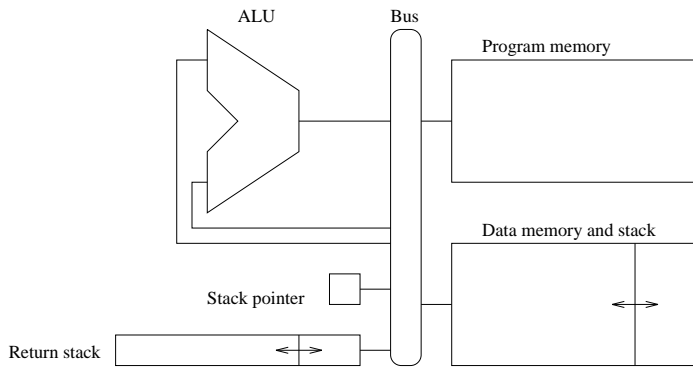 ALU
Bus
Program memory
Data memory and stack
Stack pointer
Return stack